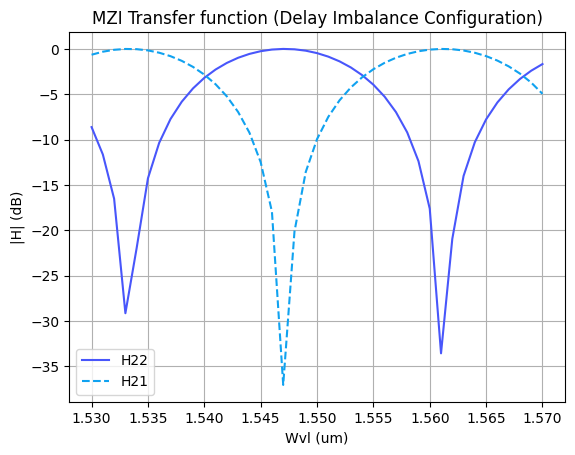 MZI Transfer function (Delay Imbalance Configuration)
|H| (dB)
0
−5
−10
−15
−20
−25
−30
−35
H22
H21
1.530 1.535 1.540 1.545 1.550 1.555 1.560 1.565 1.570
Wvl (um)